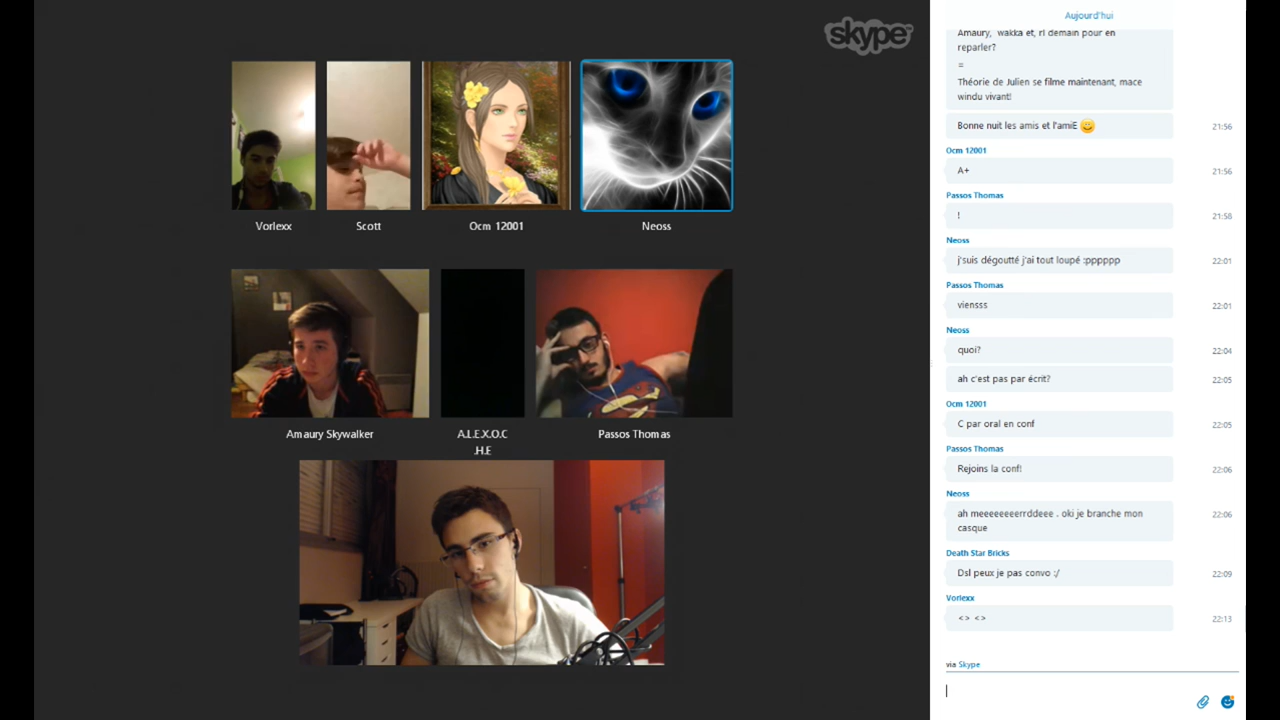 skype™
Vorlexx
Scott
Ocm 12001
Neoss
Amaury Skywalker
A.L.E.X.O.C
.H.E
Passos Thomas
Aujourd'hui
Amaury, wakka et, rl demain pour en
reparler?
=
Théorie de Julien se filme maintenant, mace
windu vivant!
Bonne nuit les amis et l'amiE
21:56
Ocm 12001
A+
21:56
Passos Thomas
!
21:58
Neoss
j'suis dégoutté j'ai tout loupé :pppppp
22:01
Passos Thomas
viensss
22:01
Neoss
quoi?
22:04
ah c'est pas par écrit?
22:05
Ocm 12001
C par oral en conf
22:05
Passos Thomas
Rejoins la conf!
22:06
Neoss
ah meeeeeeeerrddeee . oki je branche mon
casque
22:06
Death Star Bricks
Dsl peux je pas convo :/
22:09
Vorlexx
<> <>
22:13
via Skype